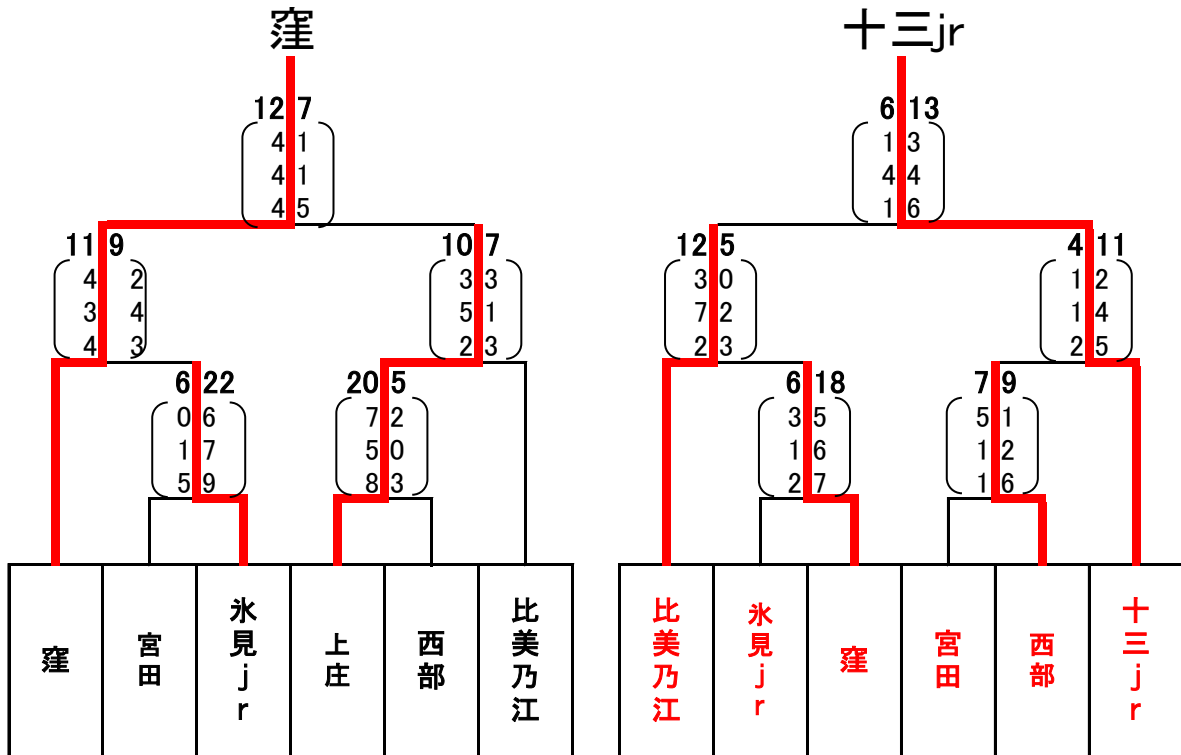 窪 十三jr
12 7 6 13
4 1 1 3
4 1 4 4
4 5 1 6
11 9 10 7 12 5 4 11
4 2 3 3 3 0 1 2
3 4 5 1 7 2 1 4
4 3 2 3 2 3 2 5
6 22 20 5 6 18 7 9
0 6 7 2 3 5 5 1
1 7 5 0 1 6 1 2
5 9 8 3 2 7 1 6
窪
宮田
氷見jr
上庄
西部
比美乃江
比美乃江
氷見jr
窪
宮田
西部
十三jr